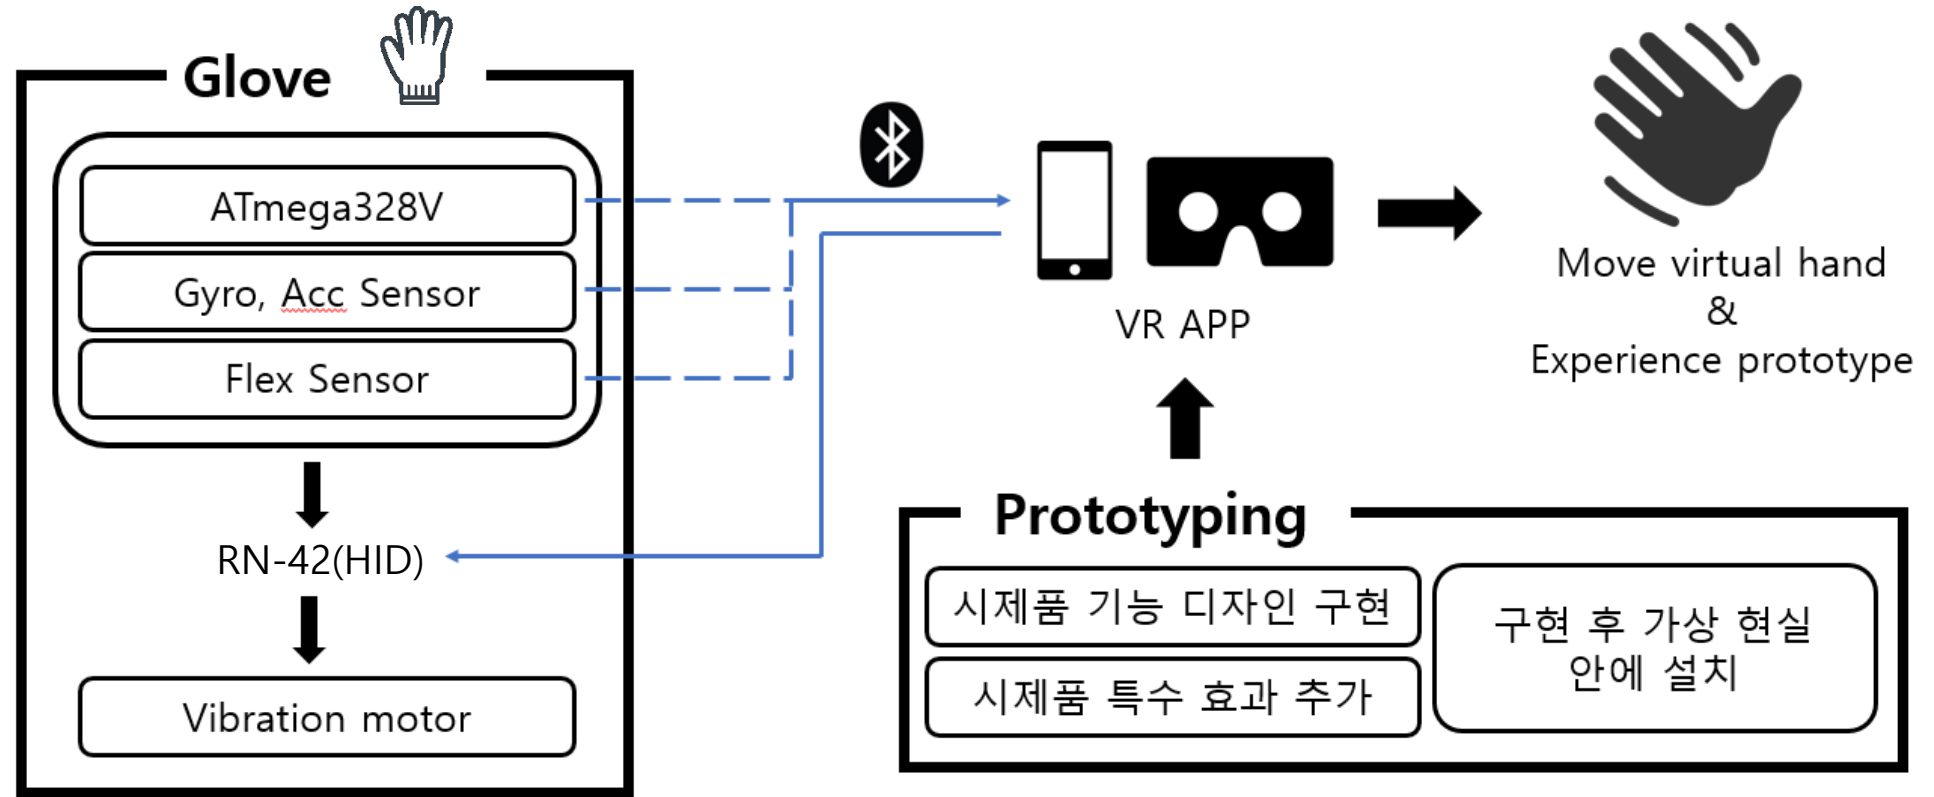 Glove
ATmega328V
Gyro, Acc Sensor
Flex Sensor
RN-42(HID)
Vibration motor
VR APP
Move virtual hand
&
Experience prototype
Prototyping
시제품 기능 디자인 구현
시제품 특수 효과 추가
구현 후 가상 현실
안에 설치